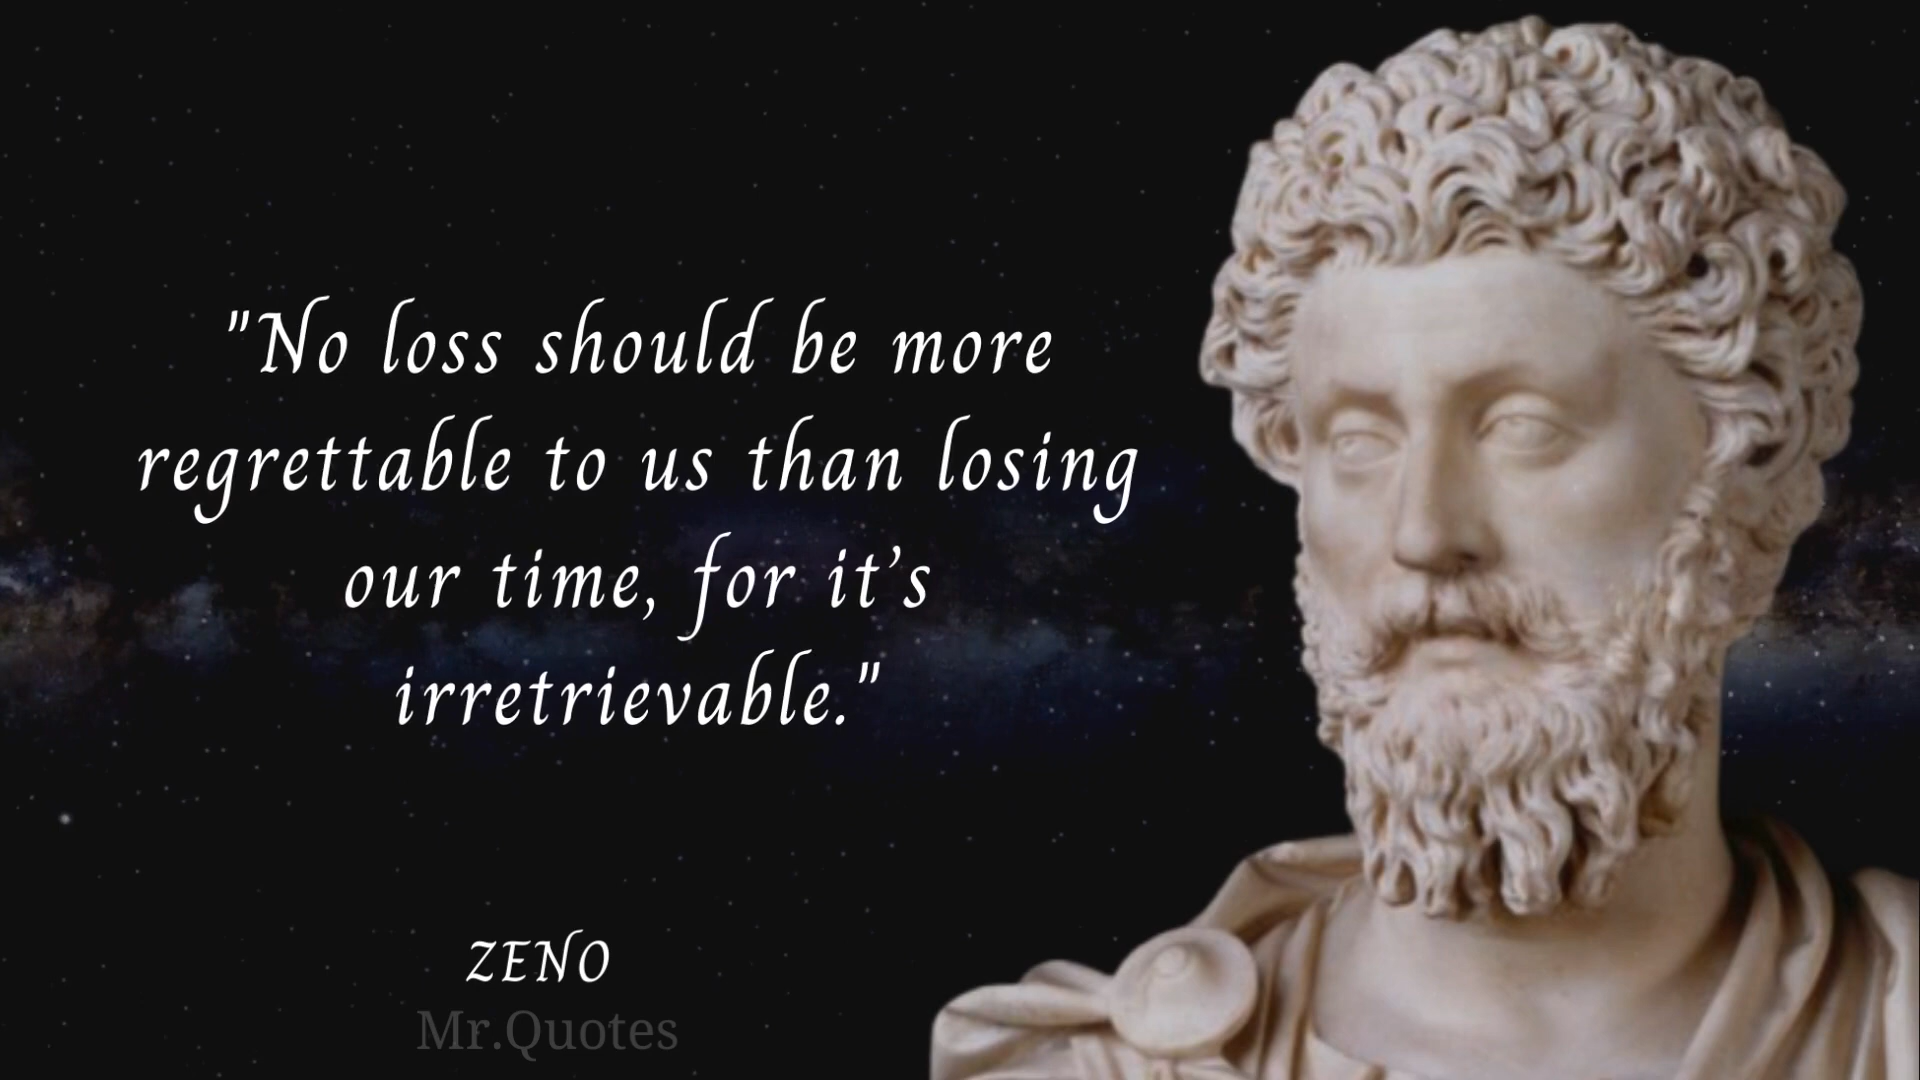 "No loss should be more
regrettable to us than losing
our time, for it’s
irretrievable."
ZENO
Mr.Quotes